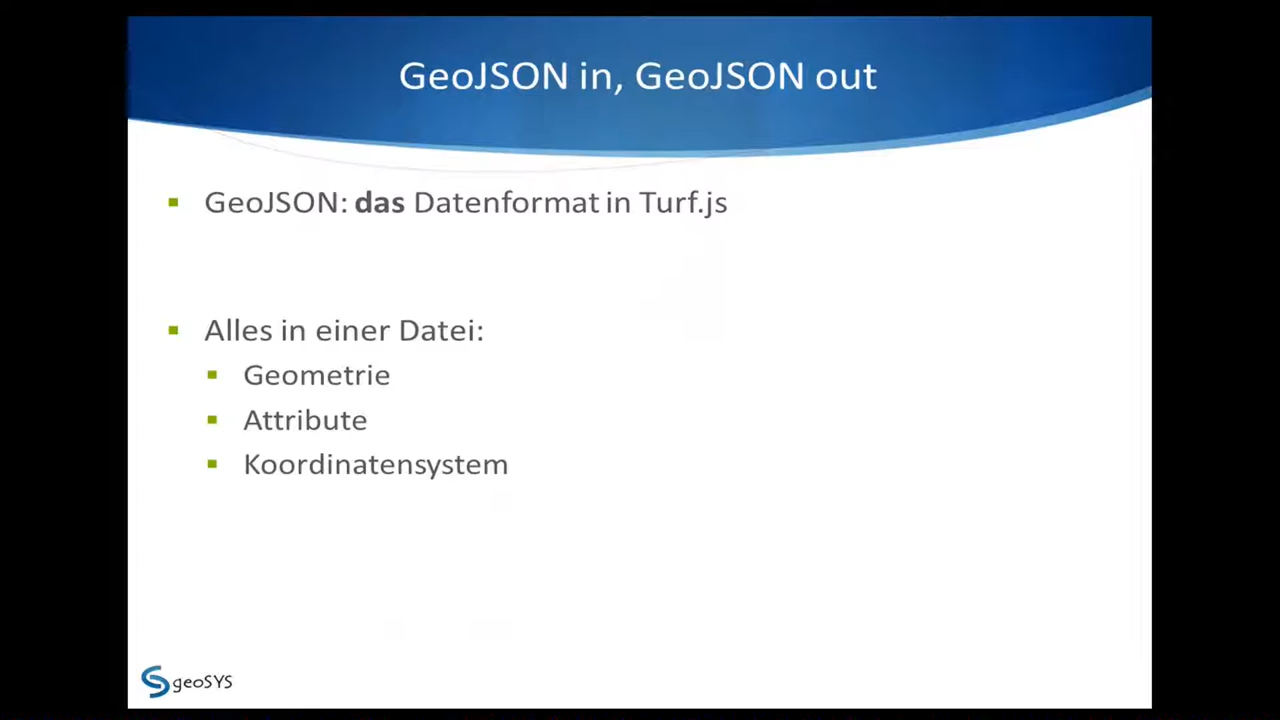 GeoJSON in, GeoJSON out
GeoJSON: das Datenformat in Turf.js
Alles in einer Datei:
Geometrie
Attribute
Koordinatensystem
geoSYS